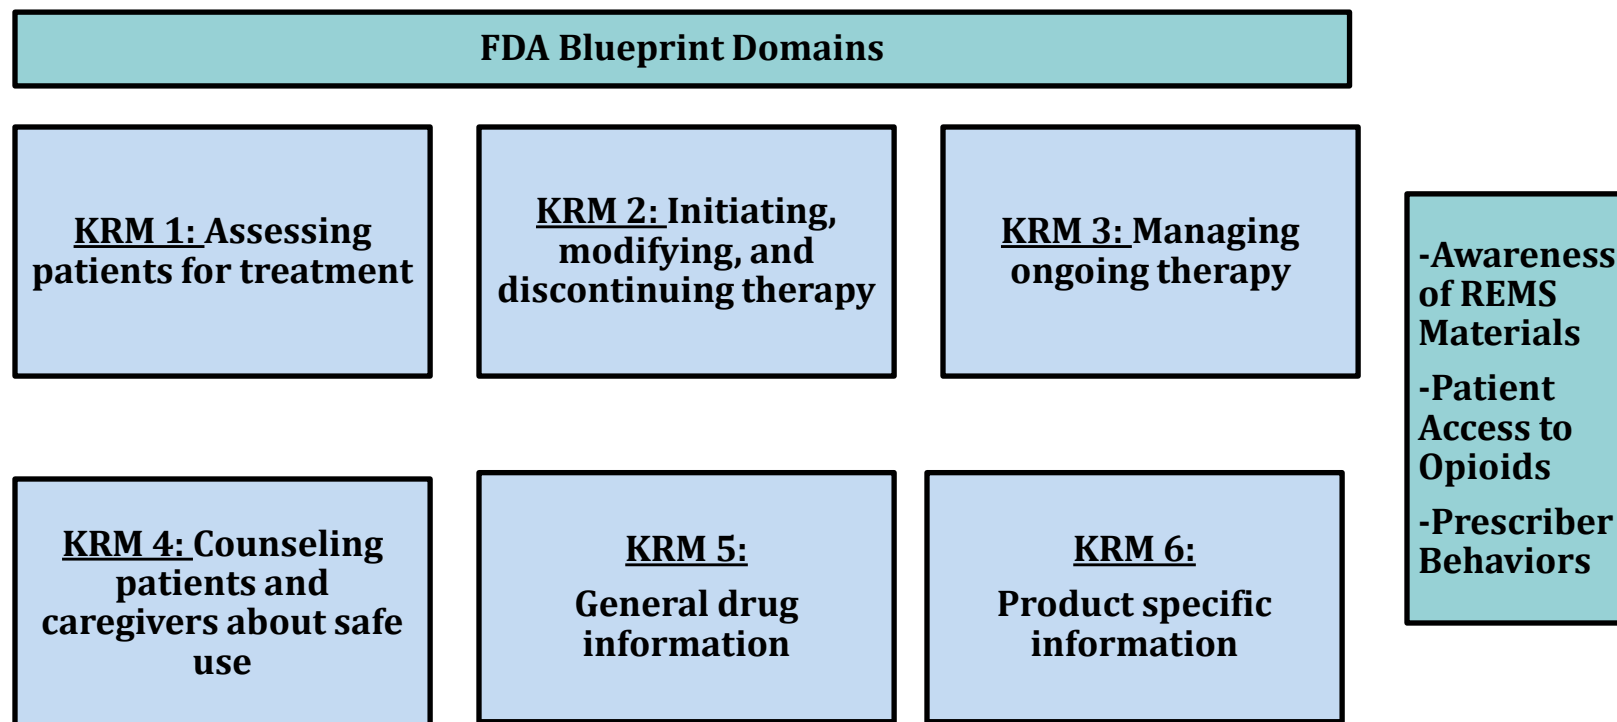 FDA Blueprint Domains
KRM 1: Assessing
patients for treatment
KRM 2: Initiating,
modifying, and
discontinuing therapy
KRM 3: Managing
ongoing therapy
KRM 4: Counseling
patients and
caregivers about safe
use
KRM 5:
General drug
information
KRM 6:
Product specific
information
-Awareness
of REMS
Materials
-Patient
Access to
Opioids
-Prescriber
Behaviors